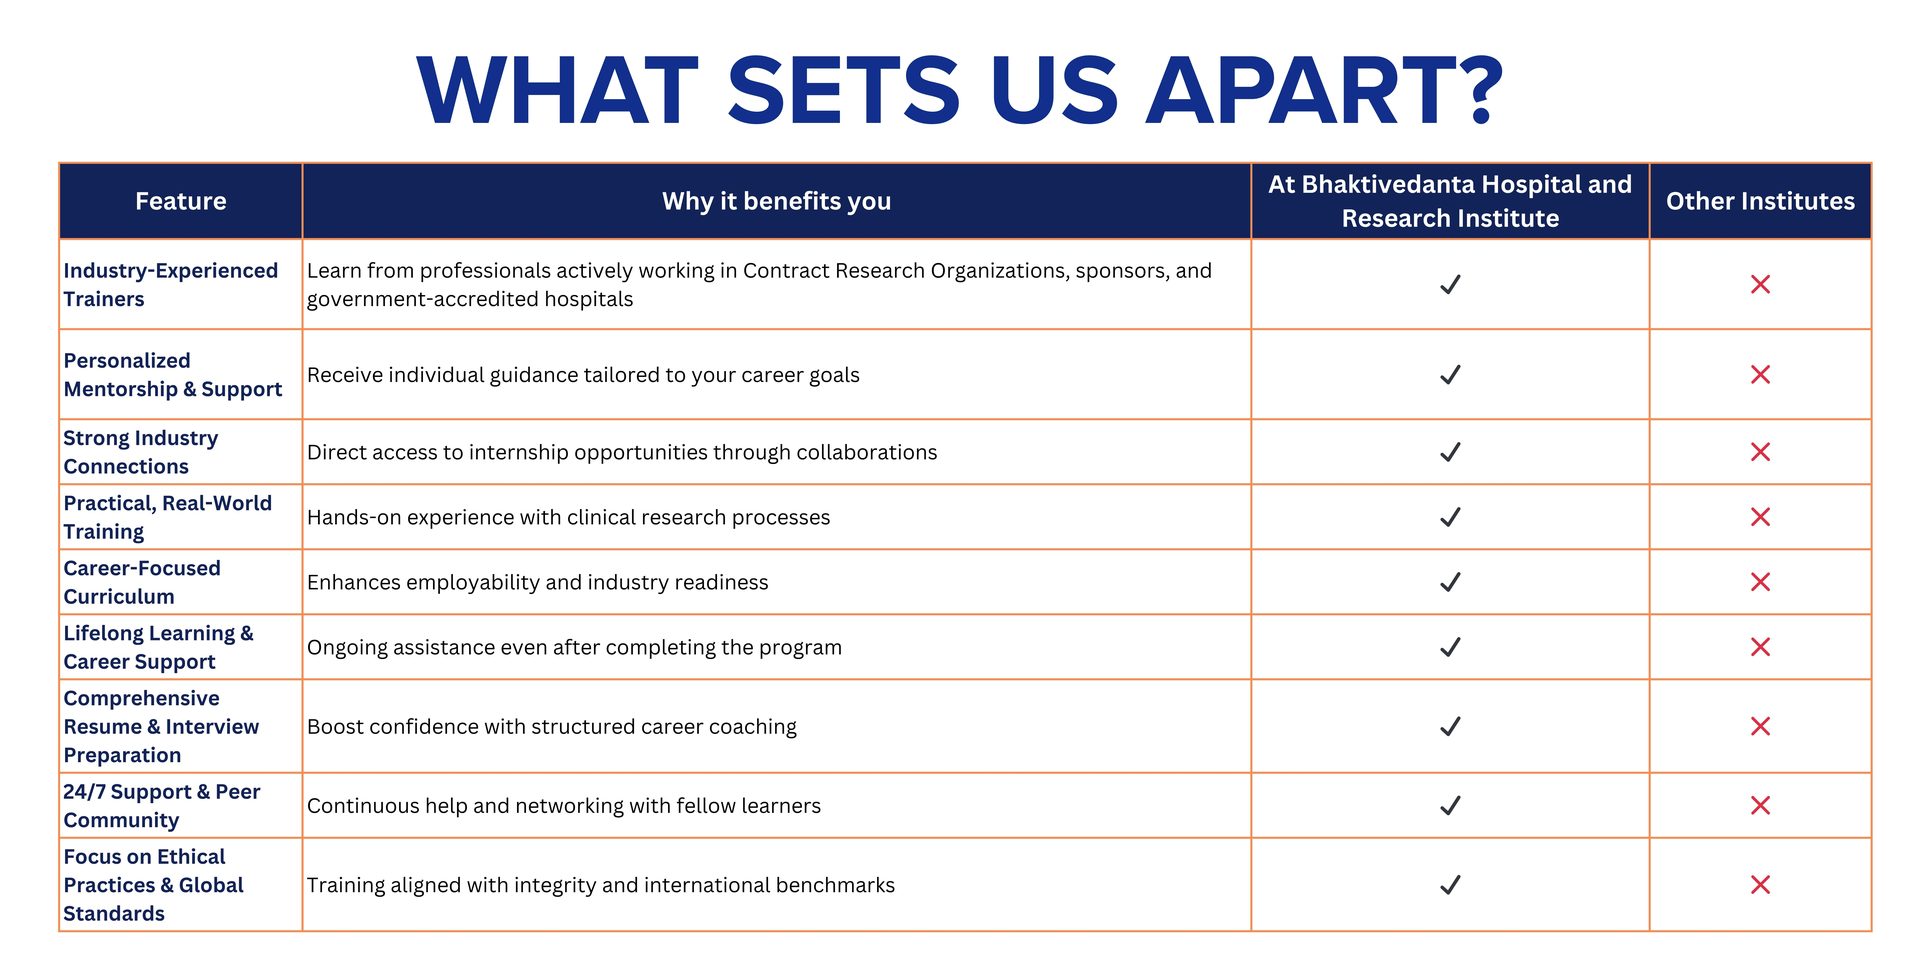 WHAT SETS US APART?
Feature
Why it benefits you
At Bhaktivedanta Hospital and
Research Institute
Other Institutes
Industry-Experienced
Trainers
Learn from professionals actively working in Contract Research Organizations, sponsors, and
government-accredited hospitals
✓
✕
Personalized
Mentorship & Support
Receive individual guidance tailored to your career goals
✓
✕
Strong Industry
Connections
Direct access to internship opportunities through collaborations
✓
✕
Practical, Real-World
Training
Hands-on experience with clinical research processes
✓
✕
Career-Focused
Curriculum
Enhances employability and industry readiness
✓
✕
Lifelong Learning &
Career Support
Ongoing assistance even after completing the program
✓
✕
Comprehensive
Resume & Interview
Preparation
Boost confidence with structured career coaching
✓
✕
24/7 Support & Peer
Community
Continuous help and networking with fellow learners
✓
✕
Focus on Ethical
Practices & Global
Standards
Training aligned with integrity and international benchmarks
✓
✕